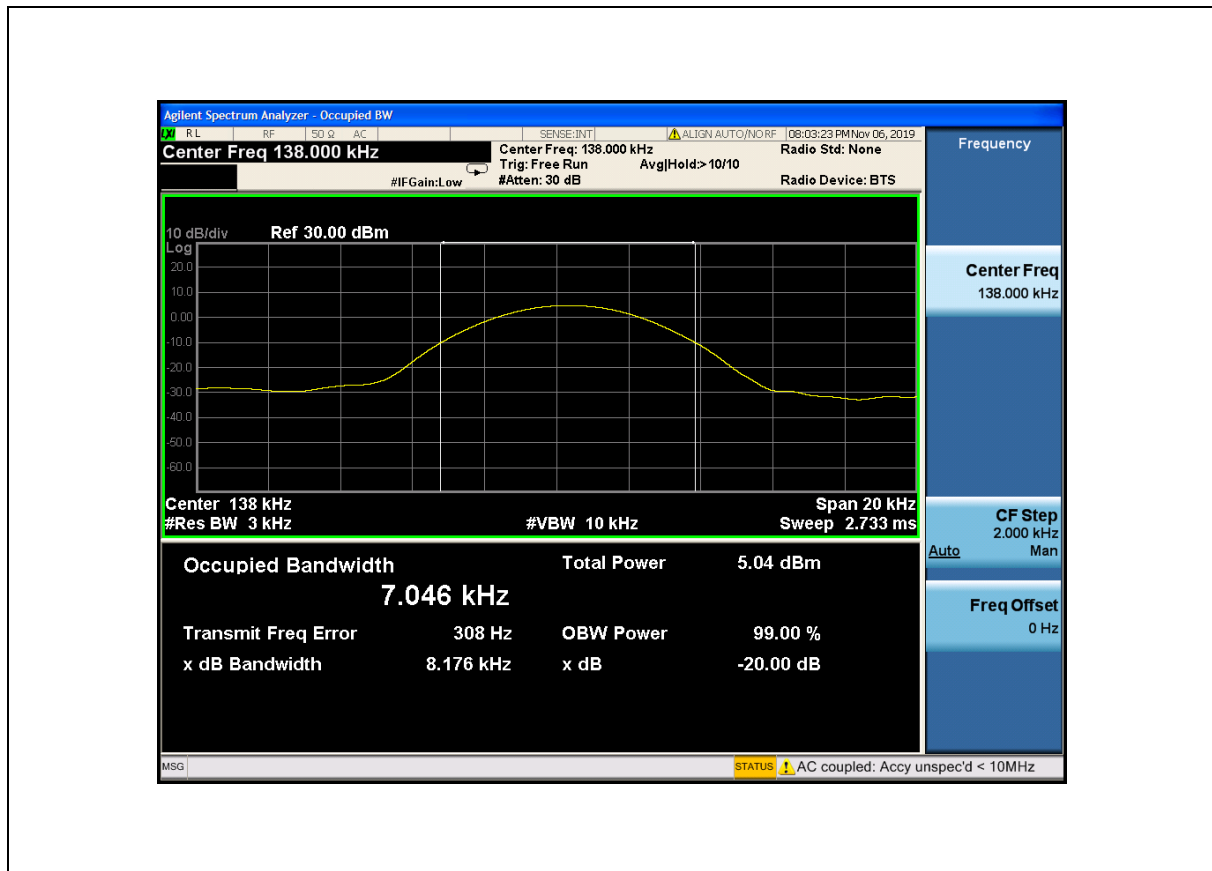 Agilent Spectrum Analyzer - Occupied BW
LXI RL RF 50 Ω AC SENSE:INT ALIGN AUTO/NO RF 08:03:23 PM Nov 06, 2019
Center Freq 138.000 kHz
Center Freq: 138.000 kHz Radio Std: None
Trig: Free Run Avg|Hold:>10/10
#IFGain:Low #Atten: 30 dB Radio Device: BTS
10 dB/div Ref 30.00 dBm
Log
20.0
10.0
0.00
-10.0
-20.0
-30.0
-40.0
-50.0
-60.0
Center 138 kHz Span 20 kHz
#Res BW 3 kHz #VBW 10 kHz Sweep 2.733 ms
Occupied Bandwidth Total Power 5.04 dBm
7.046 kHz
Transmit Freq Error 308 Hz OBW Power 99.00 %
x dB Bandwidth 8.176 kHz x dB -20.00 dB
Frequency
Center Freq
138.000 kHz
CF Step
2.000 kHz
Auto Man
Freq Offset
0 Hz
MSG STATUS AC coupled: Accy unspec'd < 10MHz